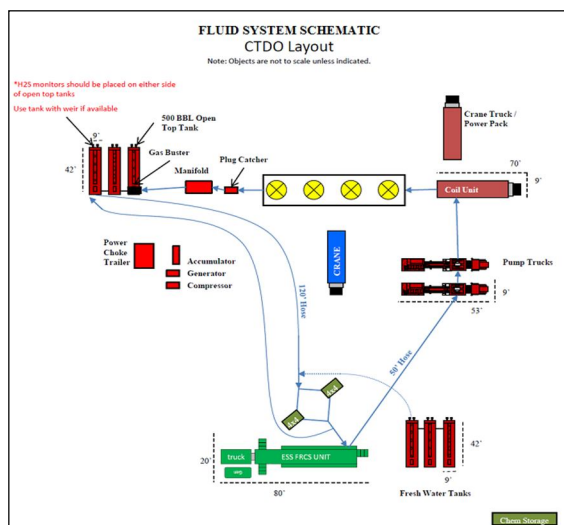 FLUID SYSTEM SCHEMATIC
CTDO Layout
Note: Objects are not to scale unless indicated.
*H2S monitors should be placed on either side
of open top tanks
Use tank with weir if available
500 BBL Open
Top Tank
9`
Gas Buster
42`
Manifold
Plug Catcher
Crane Truck /
Power Pack
70`
9`
Coil Unit
Power
Choke
Trailer
Accumulator
Generator
Compressor
CRANE
Pump Trucks
9`
53`
120' Hose
50' Hose
4x4
4x4
20`
truck
ESS FRCS UNIT
80`
42`
9`
Fresh Water Tanks
Chem Storage